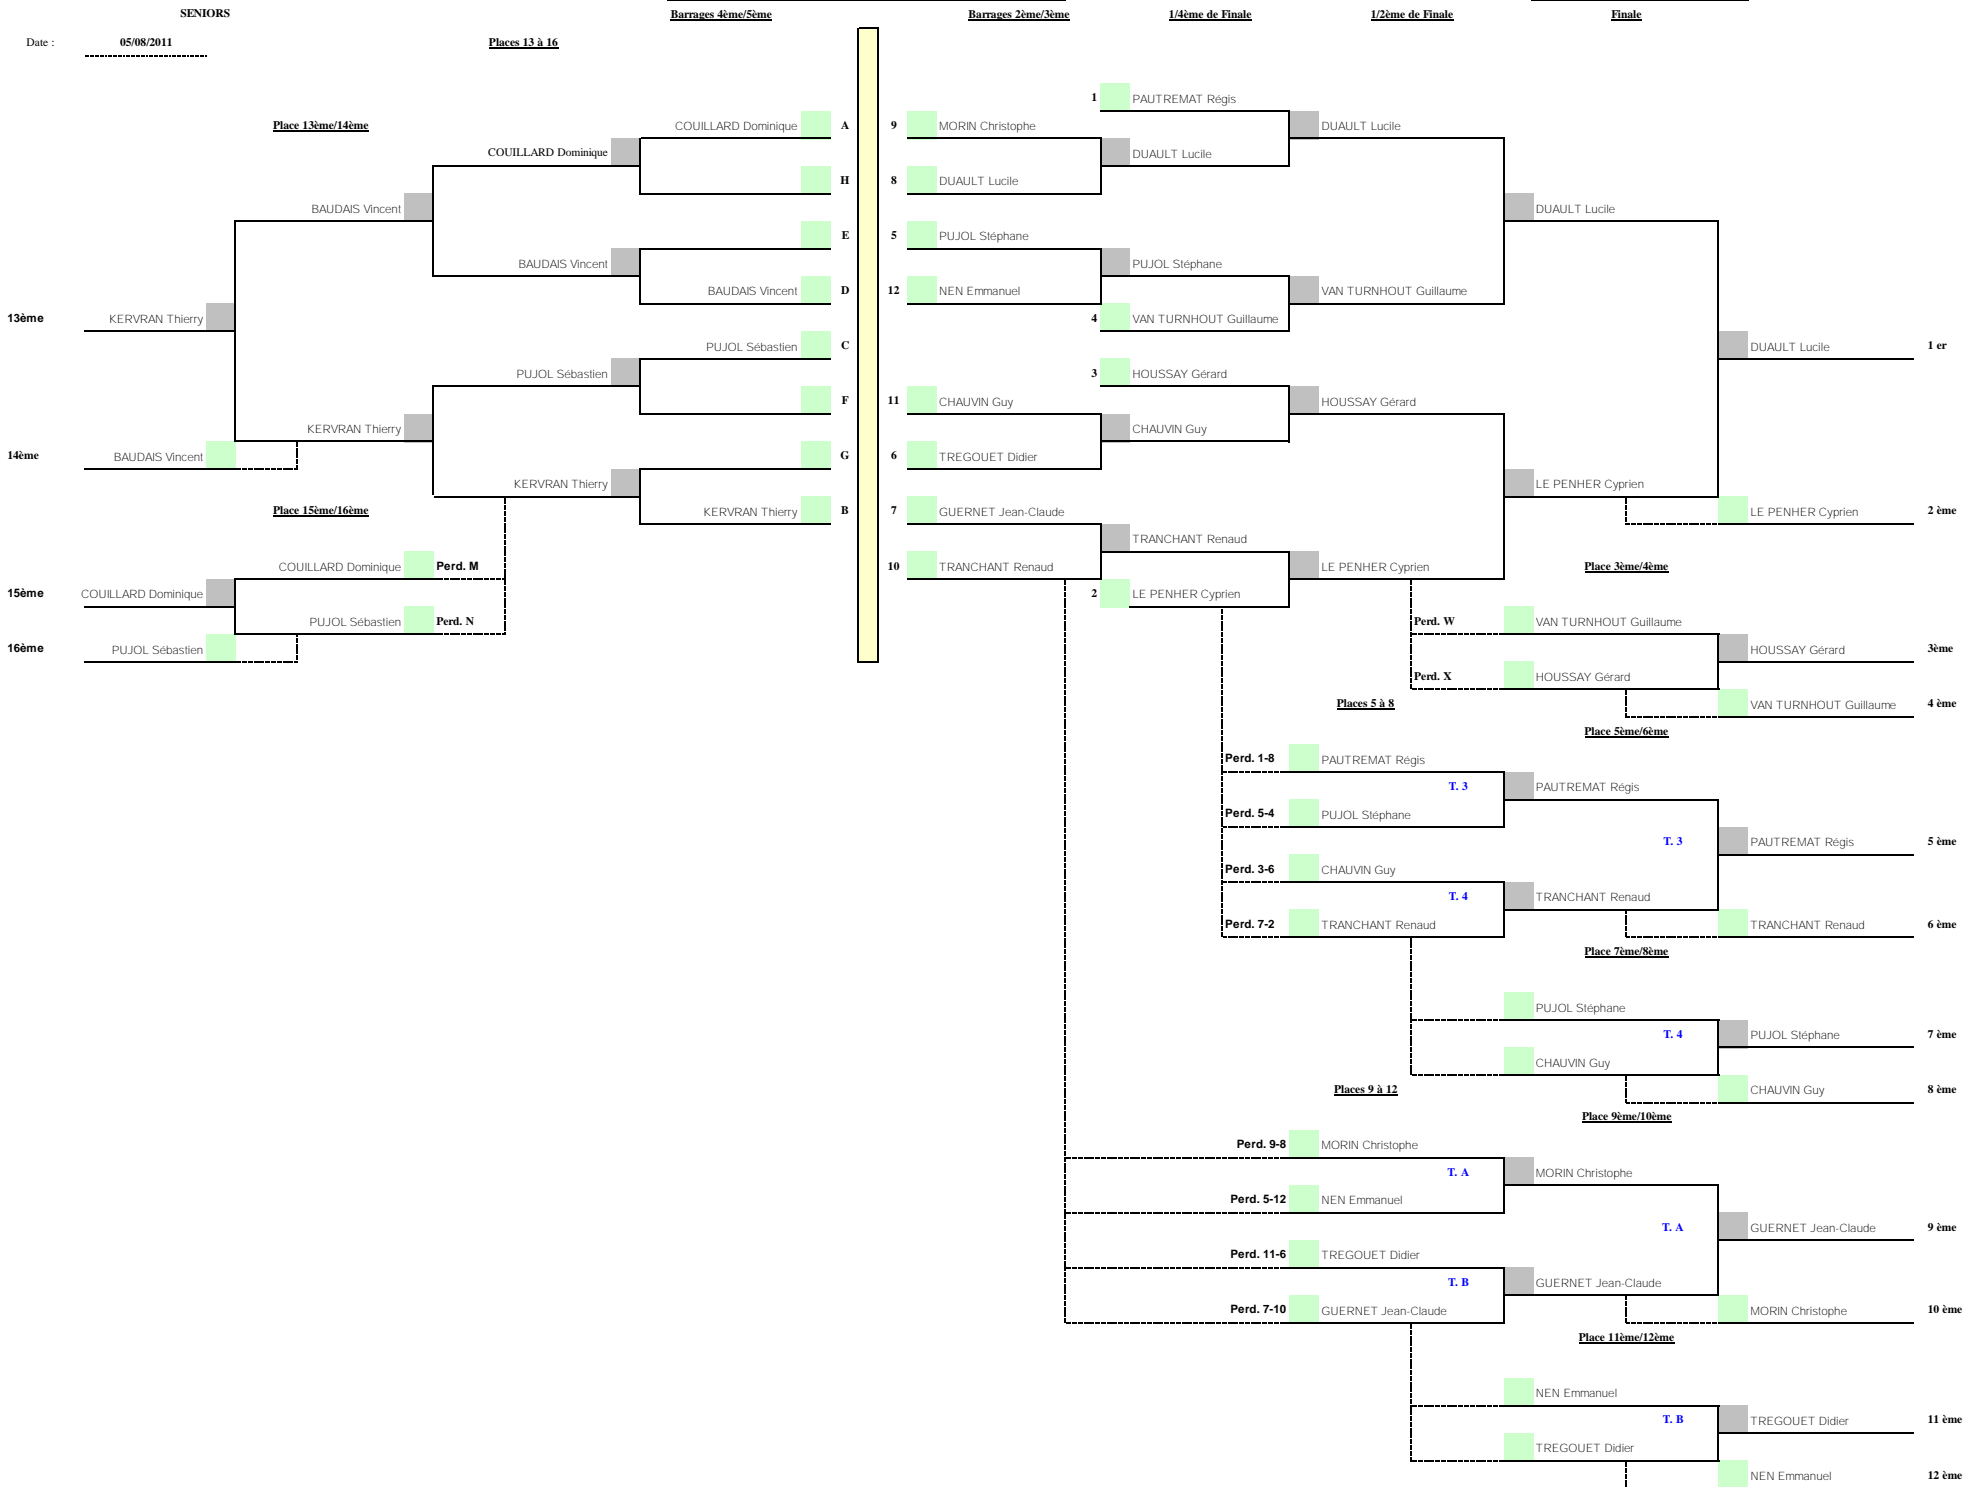 SENIORS
Barrages 4ème/5ème
Barrages 2ème/3ème
1/4ème de Finale
1/2ème de Finale
Finale
Date :
05/08/2011
Places 13 à 16
1
PAUTREMAT Régis
Place 13ème/14ème
COUILLARD Dominique
A
9
MORIN Christophe
DUAULT Lucile
COUILLARD Dominique
DUAULT Lucile
H
8
DUAULT Lucile
BAUDAIS Vincent
DUAULT Lucile
E
5
PUJOL Stéphane
BAUDAIS Vincent
PUJOL Stéphane
BAUDAIS Vincent
D
12
NEN Emmanuel
VAN TURNHOUT Guillaume
13ème
KERVRAN Thierry
4
VAN TURNHOUT Guillaume
PUJOL Sébastien
C
DUAULT Lucile
1 er
PUJOL Sébastien
3
HOUSSAY Gérard
F
11
CHAUVIN Guy
HOUSSAY Gérard
KERVRAN Thierry
CHAUVIN Guy
14ème
BAUDAIS Vincent
G
6
TREGOUET Didier
KERVRAN Thierry
LE PENHER Cyprien
Place 15ème/16ème
KERVRAN Thierry
B
7
GUERNET Jean-Claude
LE PENHER Cyprien
2 ème
TRANCHANT Renaud
COUILLARD Dominique
Perd. M
10
TRANCHANT Renaud
LE PENHER Cyprien
Place 3ème/4ème
15ème
COUILLARD Dominique
2
LE PENHER Cyprien
PUJOL Sébastien
Perd. N
Perd. W
VAN TURNHOUT Guillaume
16ème
PUJOL Sébastien
HOUSSAY Gérard
3ème
Perd. X
HOUSSAY Gérard
Places 5 à 8
VAN TURNHOUT Guillaume
4 ème
Place 5ème/6ème
Perd. 1-8
PAUTREMAT Régis
T. 3
PAUTREMAT Régis
Perd. 5-4
PUJOL Stéphane
T. 3
PAUTREMAT Régis
5 ème
Perd. 3-6
CHAUVIN Guy
T. 4
TRANCHANT Renaud
Perd. 7-2
TRANCHANT Renaud
TRANCHANT Renaud
6 ème
Place 7ème/8ème
PUJOL Stéphane
T. 4
PUJOL Stéphane
7 ème
CHAUVIN Guy
Places 9 à 12
CHAUVIN Guy
8 ème
Place 9ème/10ème
Perd. 9-8
MORIN Christophe
T. A
MORIN Christophe
Perd. 5-12
NEN Emmanuel
T. A
GUERNET Jean-Claude
9 ème
Perd. 11-6
TREGOUET Didier
T. B
GUERNET Jean-Claude
Perd. 7-10
GUERNET Jean-Claude
MORIN Christophe
10 ème
Place 11ème/12ème
NEN Emmanuel
T. B
TREGOUET Didier
11 ème
TREGOUET Didier
NEN Emmanuel
12 ème